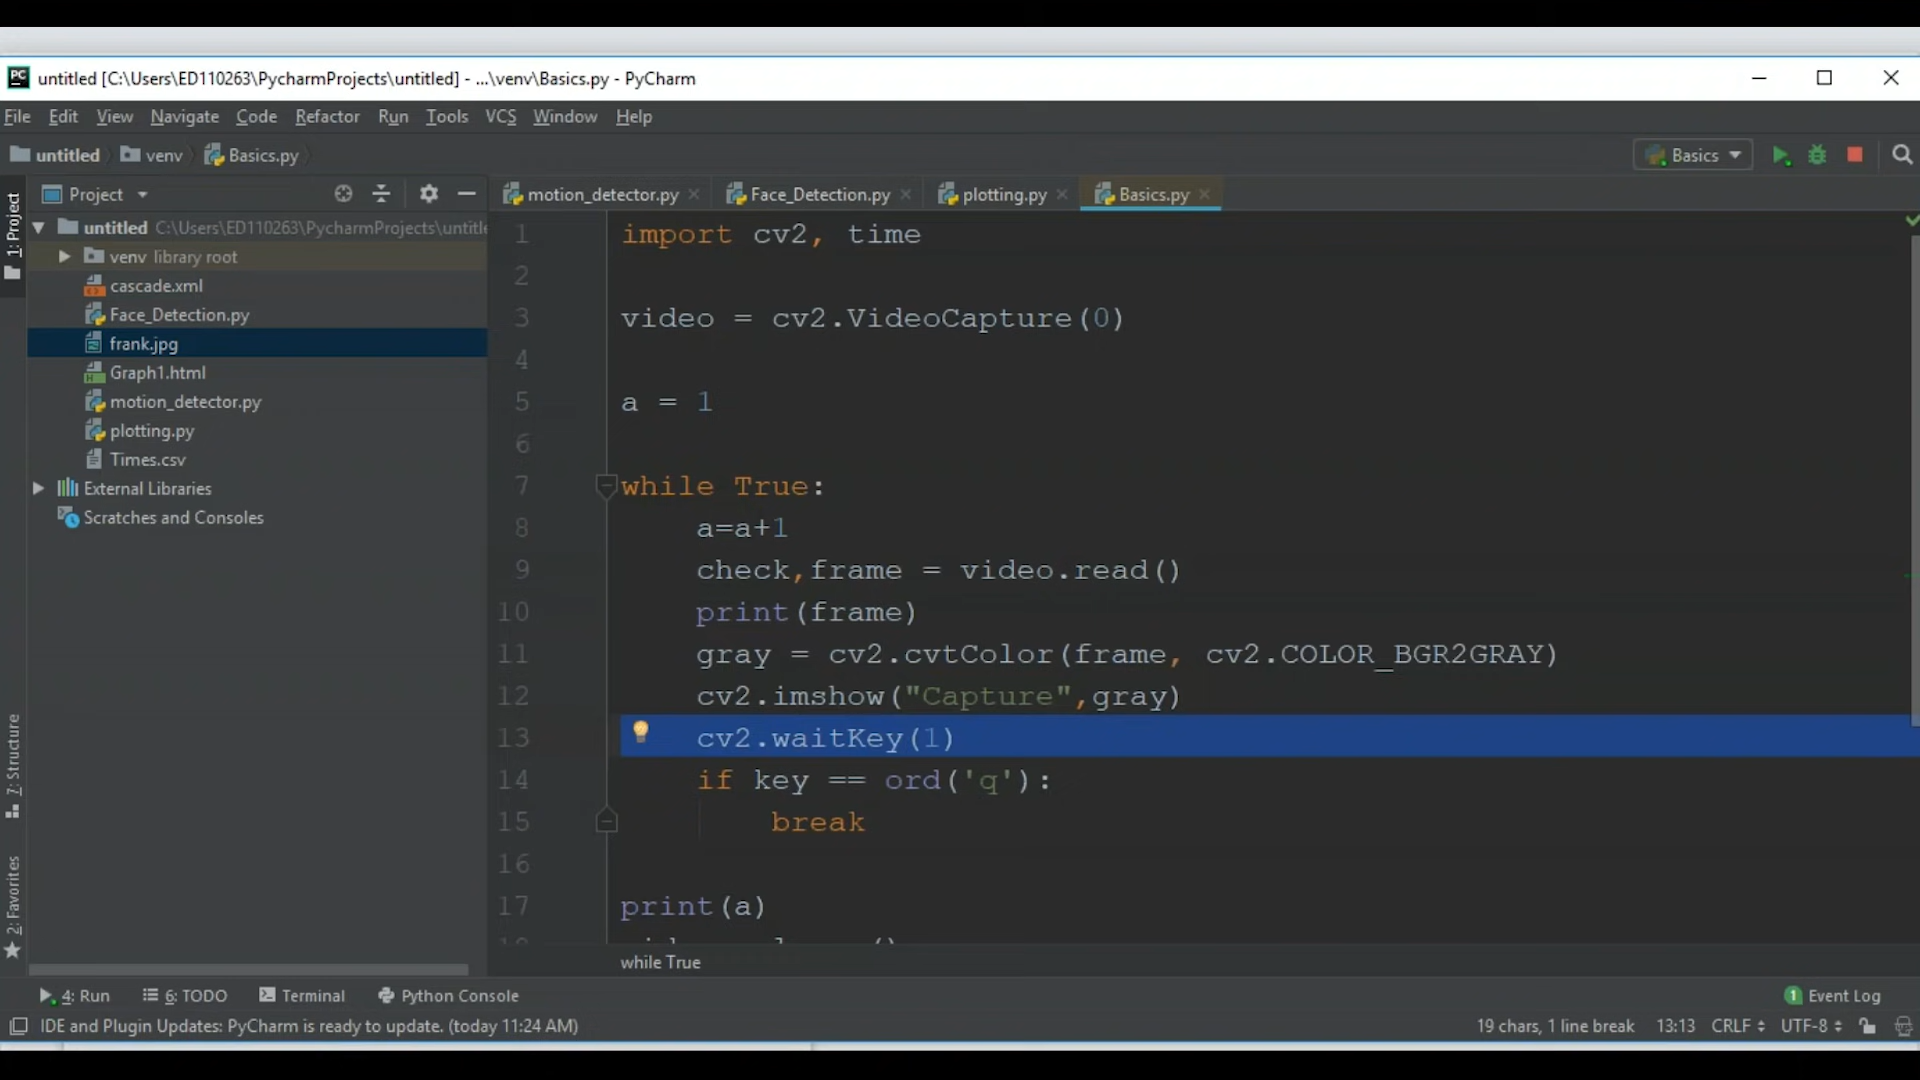 untitled [C:\Users\ED110263\PycharmProjects\untitled] - ...\venv\Basics.py - PyCharm
File Edit View Navigate Code Refactor Run Tools VCS Window Help
untitled venv Basics.py Basics
Project motion_detector.py Face_Detection.py plotting.py Basics.py
1: Project
7: Structure
2: Favorites
untitled C:\Users\ED110263\PycharmProjects\untitle
venv library root
cascade.xml
Face_Detection.py
frank.jpg
Graph1.html
motion_detector.py
plotting.py
Times.csv
External Libraries
Scratches and Consoles
1 import cv2, time
2
3 video = cv2.VideoCapture(0)
4
5 a = 1
6
7 while True:
8 a=a+1
9 check,frame = video.read()
10 print(frame)
11 gray = cv2.cvtColor(frame, cv2.COLOR_BGR2GRAY)
12 cv2.imshow("Capture",gray)
13 cv2.waitKey(1)
14 if key == ord('q'):
15 break
16
17 print(a)
while True
4: Run 6: TODO Terminal Python Console 1 Event Log
IDE and Plugin Updates: PyCharm is ready to update. (today 11:24 AM) 19 chars, 1 line break 13:13 CRLF UTF-8